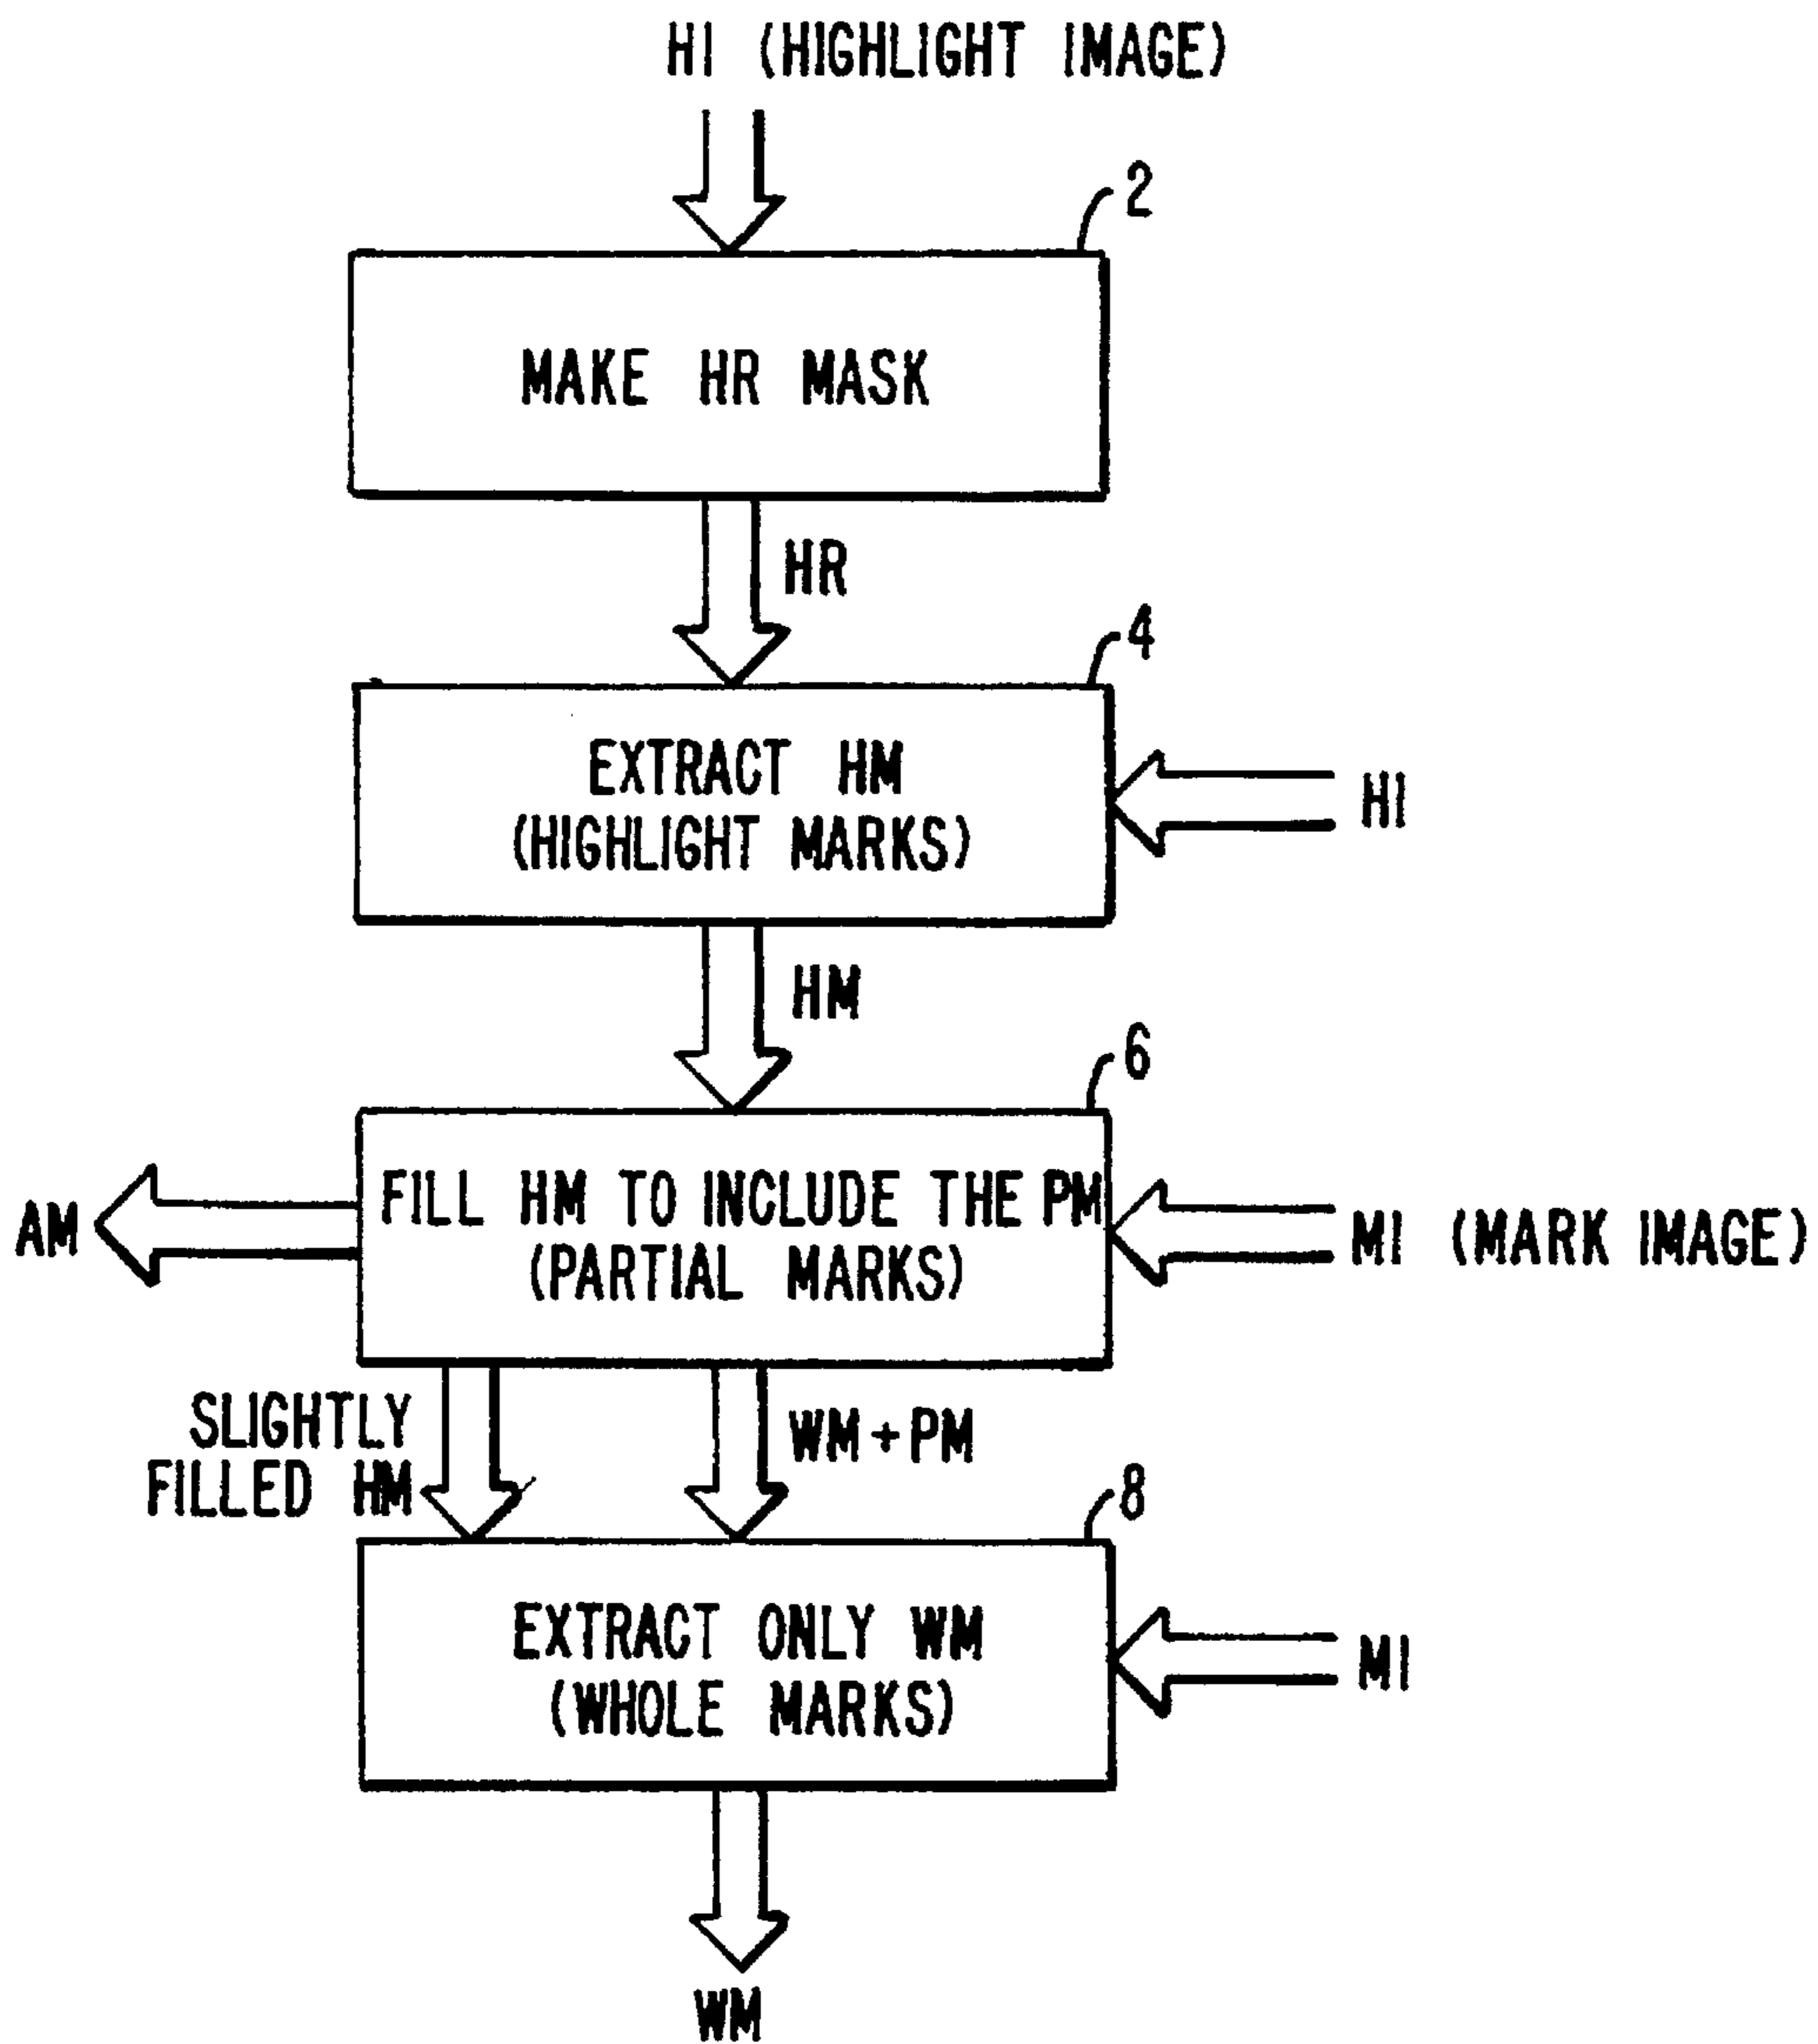 HI (HIGHLIGHT IMAGE)
2
MAKE HR MASK
HR
4
EXTRACT HM
(HIGHLIGHT MARKS)
HI
HM
6
AM
FILL HM TO INCLUDE THE PM
(PARTIAL MARKS)
MI (MARK IMAGE)
SLIGHTLY
FILLED HM
WM + PM
8
EXTRACT ONLY WM
(WHOLE MARKS)
MI
WM